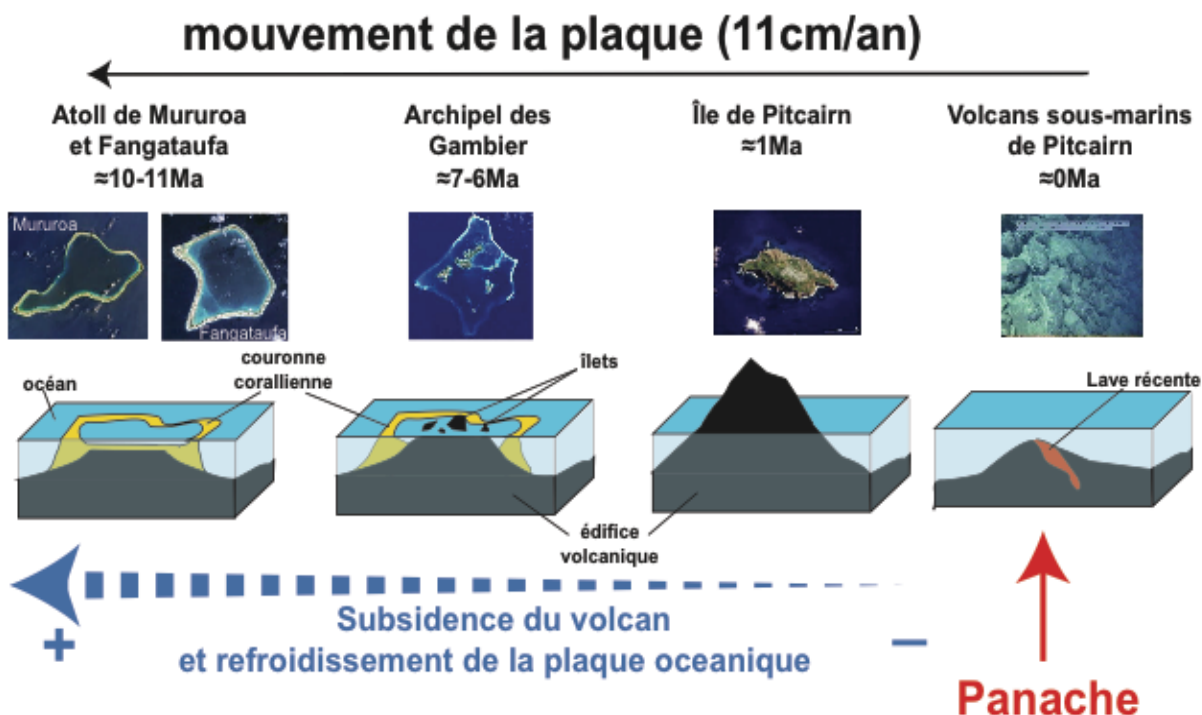 mouvement de la plaque (11cm/an)
Atoll de Mururoa
et Fangataufa
≈10-11Ma
Archipel des
Gambier
≈7-6Ma
Île de Pitcairn
≈1Ma
Volcans sous-marins
de Pitcairn
≈0Ma
Mururoa
Fangataufa
océan
couronne
corallienne
îlets
Lave récente
édifice
volcanique
+
Subsidence du volcan
et refroidissement de la plaque oceanique
−
Panache